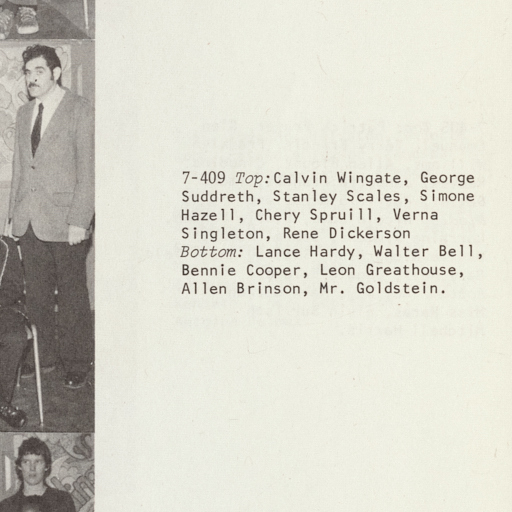 7-409 Top:Calvin Wingate, George
Suddreth, Stanley Scales, Simone
Hazell, Chery Spruill, Verna
Singleton, Rene Dickerson
Bottom: Lance Hardy, Walter Bell,
Bennie Cooper, Leon Greathouse,
Allen Brinson, Mr. Goldstein.